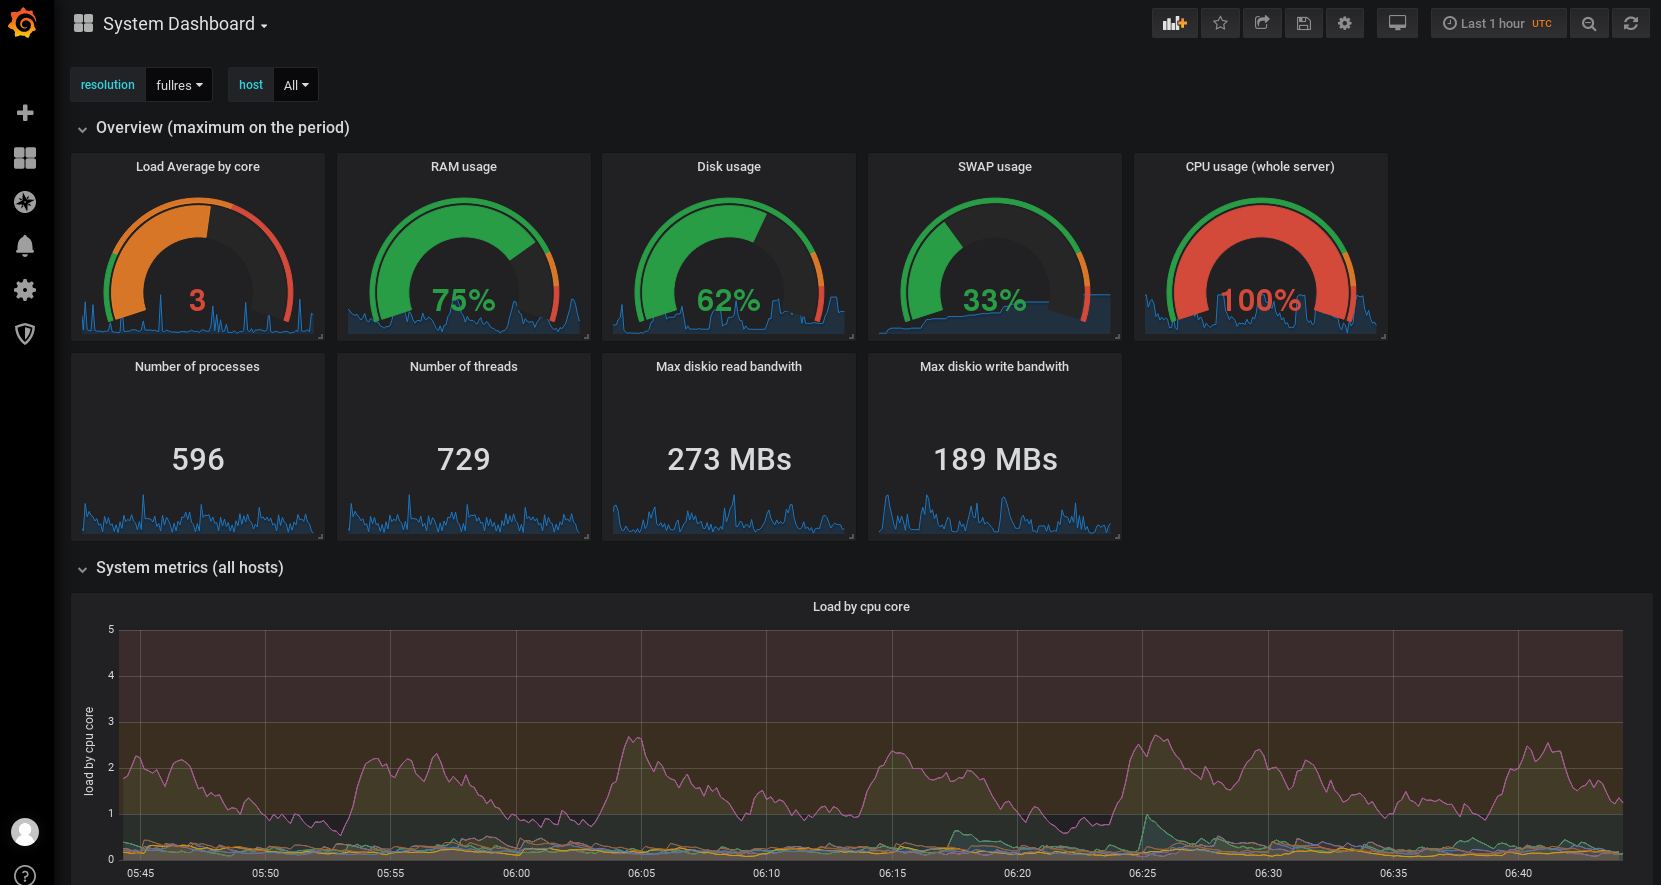 System Dashboard
Last 1 hour UTC
resolution fullres host All
Overview (maximum on the period)
Load Average by core
3
RAM usage
75%
Disk usage
62%
SWAP usage
33%
CPU usage (whole server)
100%
Number of processes
596
Number of threads
729
Max diskio read bandwith
273 MBs
Max diskio write bandwith
189 MBs
System metrics (all hosts)
Load by cpu core
load by cpu core
5
4
3
2
1
0
05:45 05:50 05:55 06:00 06:05 06:10 06:15 06:20 06:25 06:30 06:35 06:40